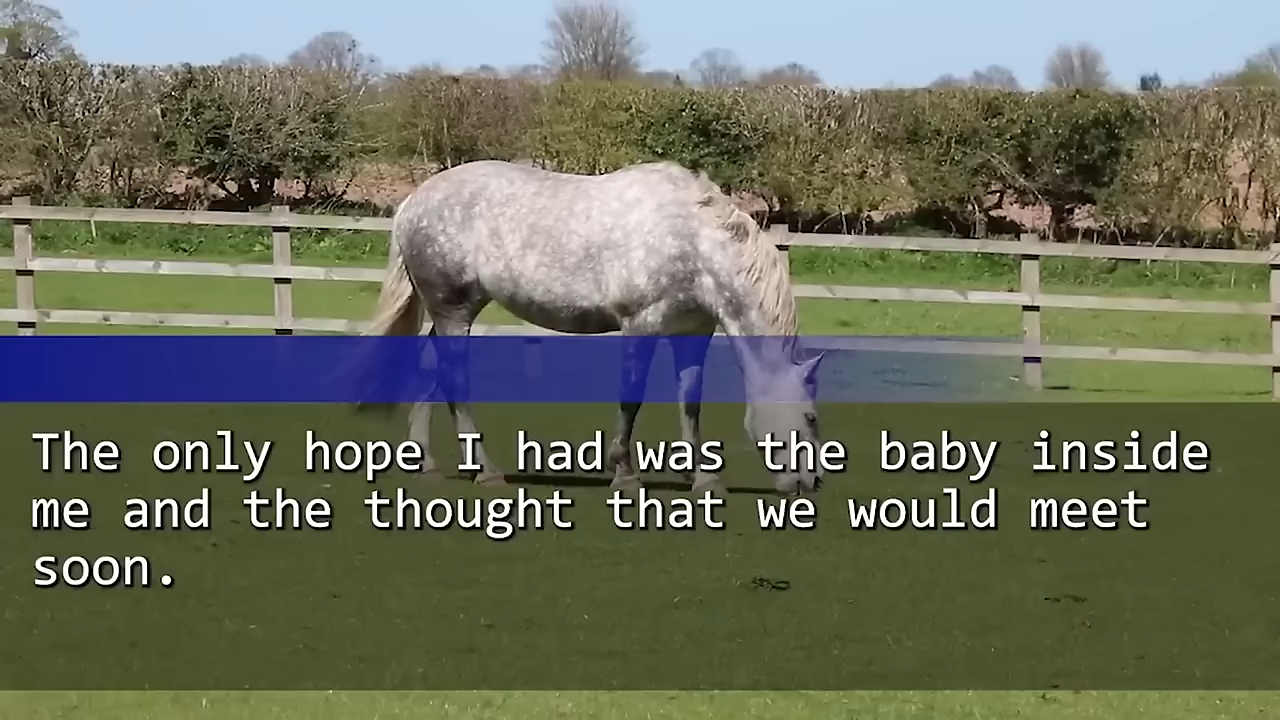 The only hope I had was the baby inside
me and the thought that we would meet
soon.